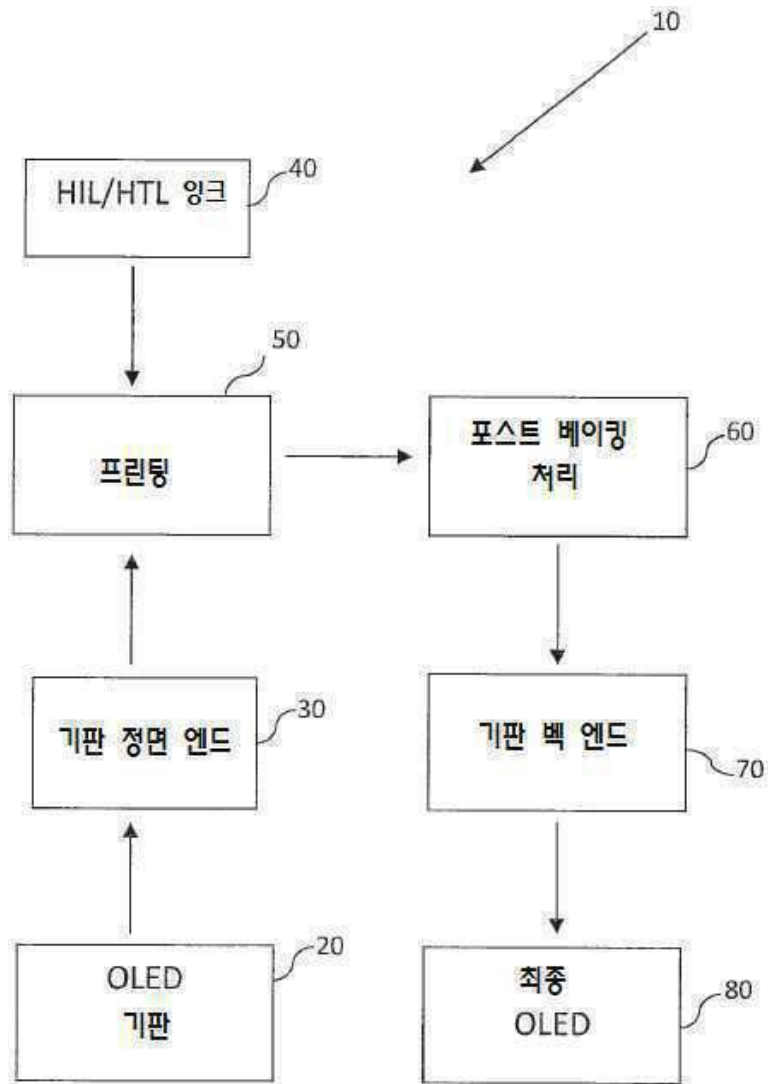 10
HIL/HTL 잉크
40
50
프린팅
포스트 베이킹
처리
60
기판 정면 엔드
30
기판 백 엔드
70
OLED
기판
20
최종
OLED
80